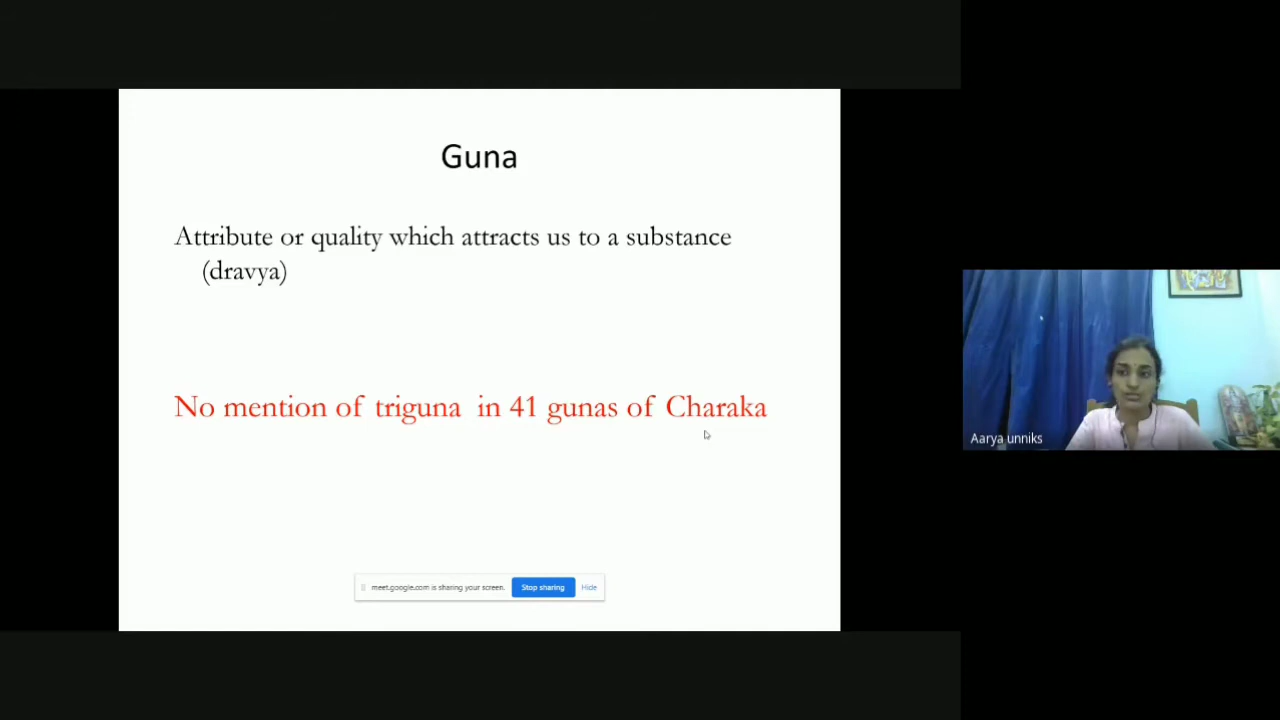 Guna
Attribute or quality which attracts us to a substance
(dravya)
No mention of triguna in 41 gunas of Charaka
Aarya unniks
meet.google.com is sharing your screen. Stop sharing Hide